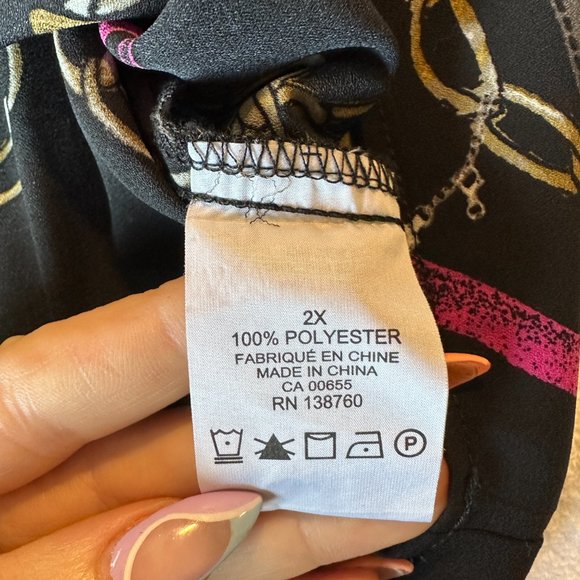 2X
100% POLYESTER
FABRIQUÉ EN CHINE
MADE IN CHINA
CA 00655
RN 138760
P